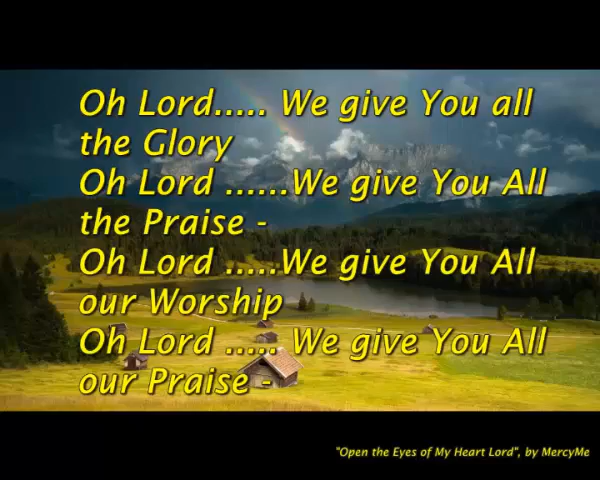 Oh Lord..... We give You all
the Glory
Oh Lord ......We give You All
the Praise -
Oh Lord .....We give You All
our Worship
Oh Lord ..... We give You All
our Praise -
"Open the Eyes of My Heart Lord", by MercyMe